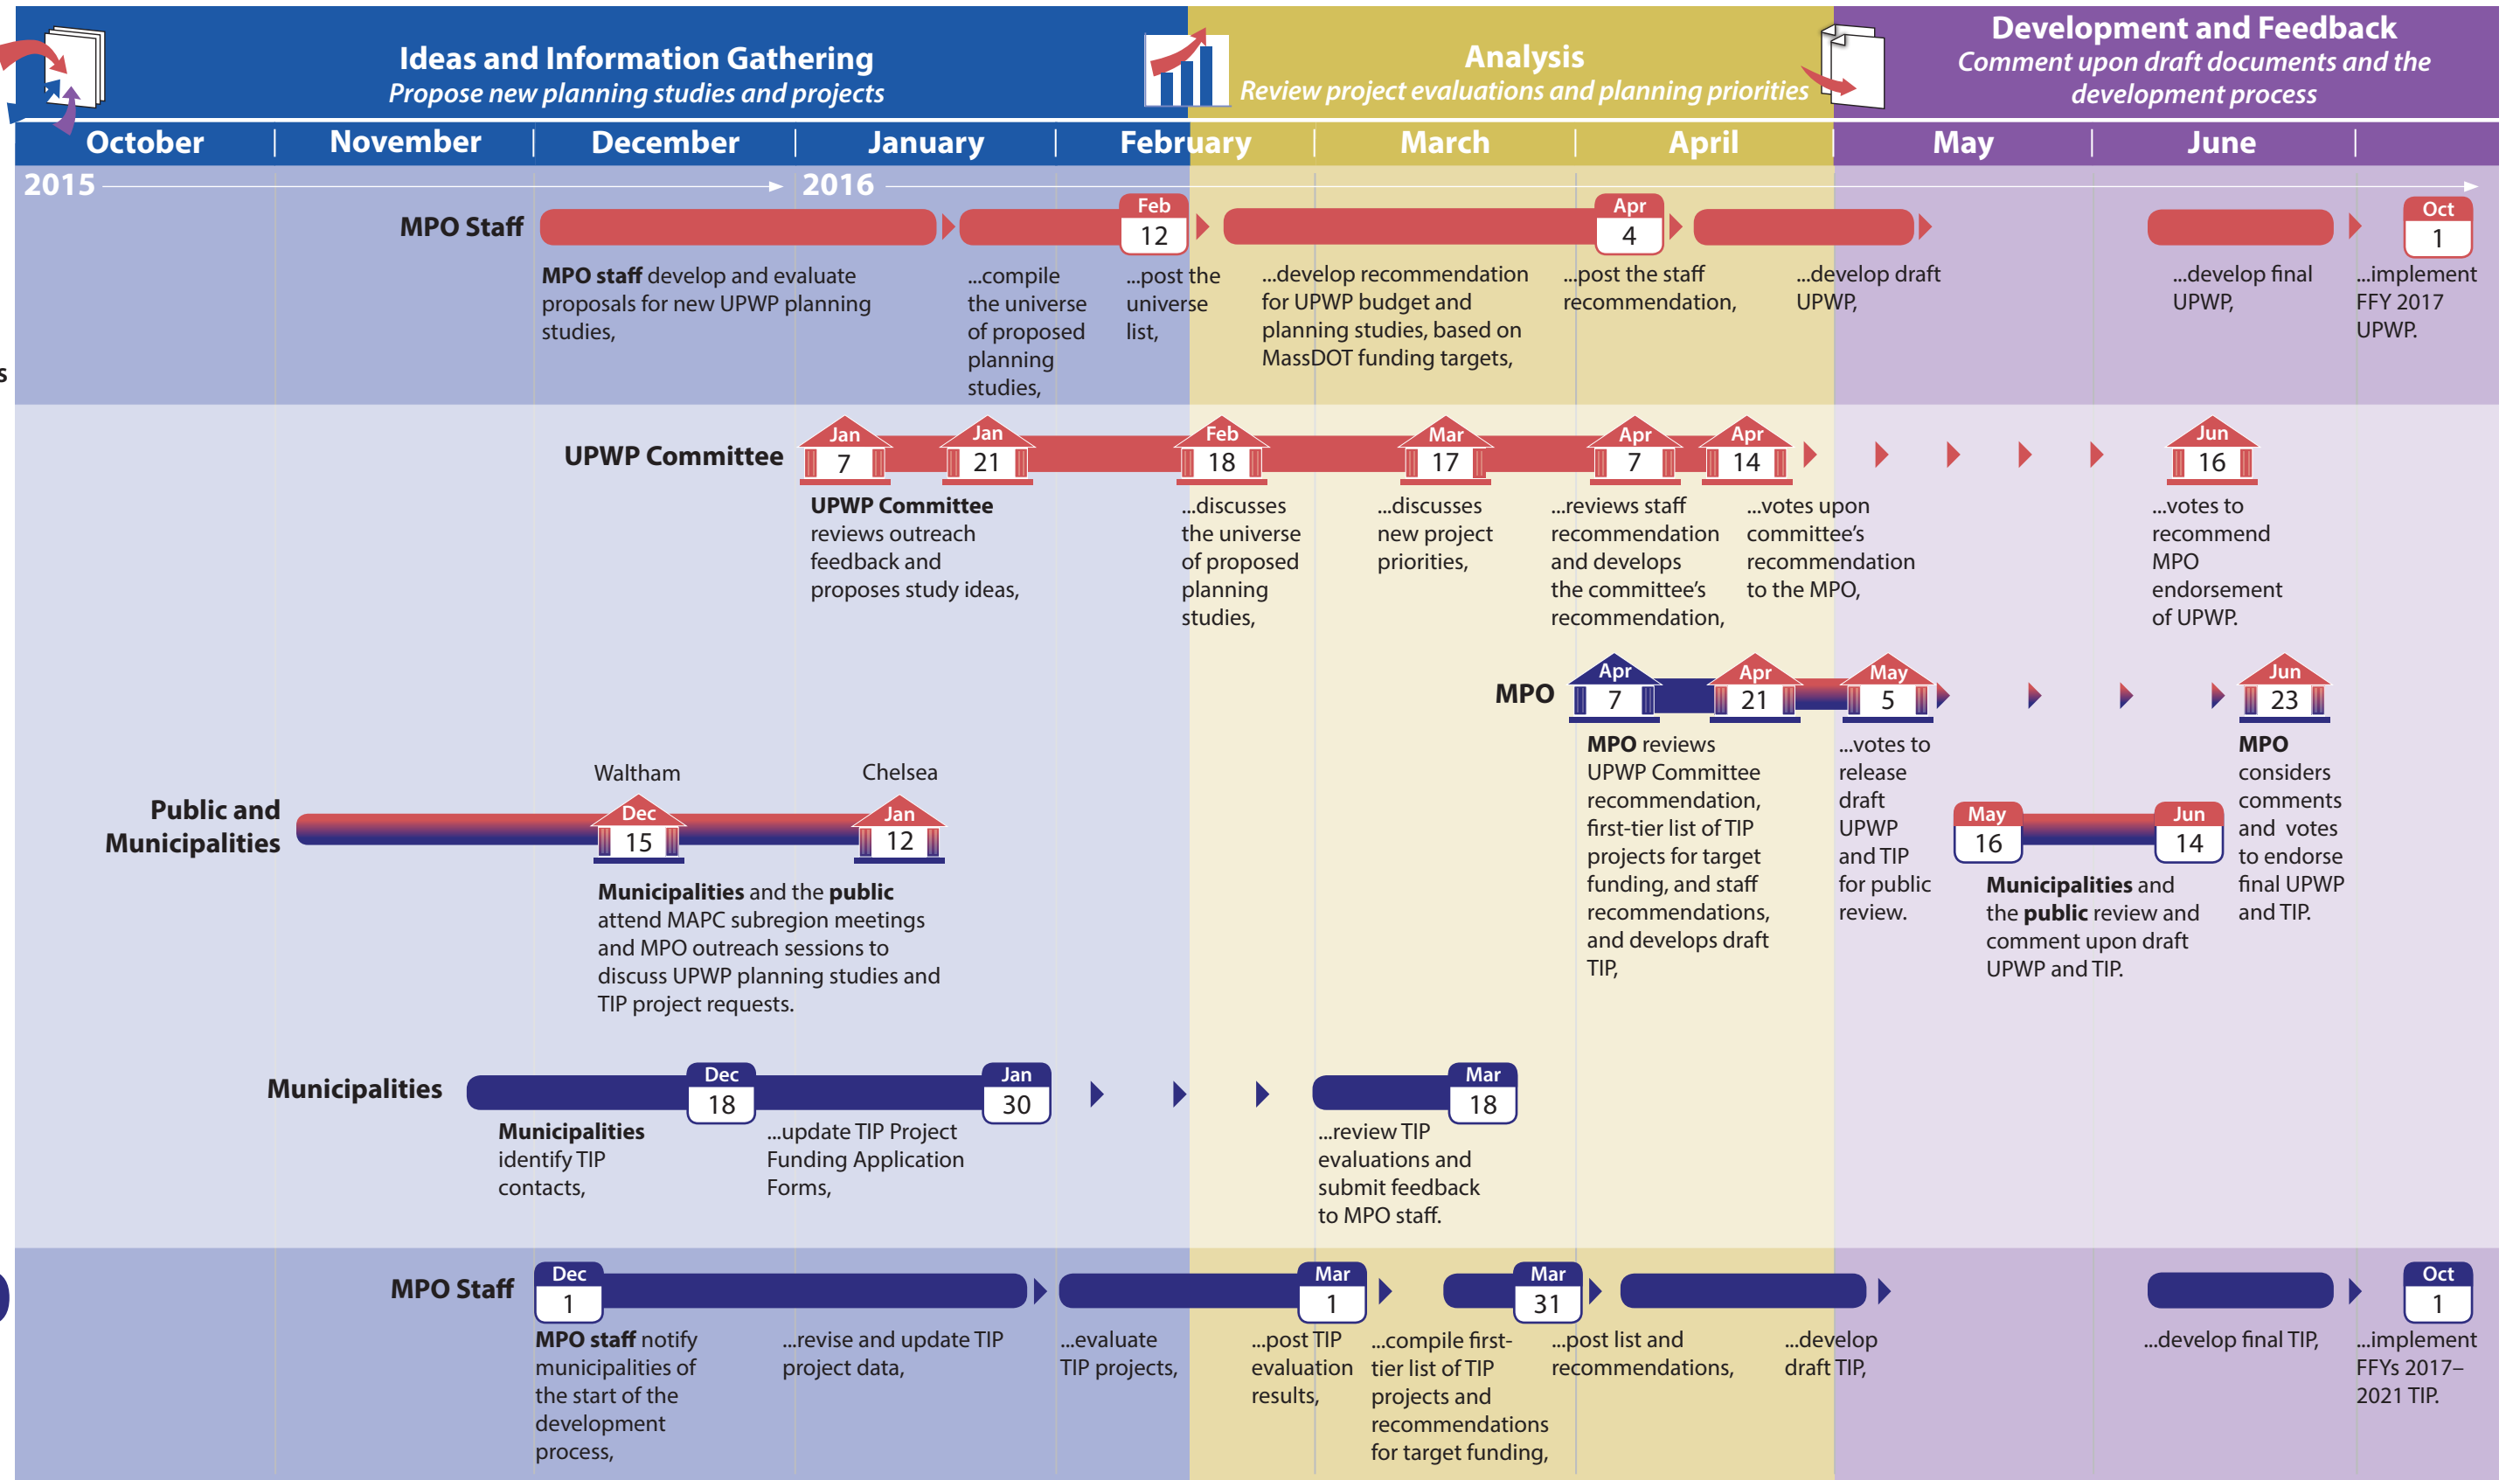 Ideas and Information Gathering
Propose new planning studies and projects
Analysis
Review project evaluations and planning priorities
Development and Feedback
Comment upon draft documents and the
development process
October | November | December | January | February | March | April | May | June |
2015
2016
MPO Staff
Feb
12
Apr
4
Oct
1
MPO staff develop and evaluate
proposals for new UPWP planning
studies,
...compile
the universe
of proposed
planning
studies,
...post the
universe
list,
...develop recommendation
for UPWP budget and
planning studies, based on
MassDOT funding targets,
...post the staff
recommendation,
...develop draft
UPWP,
...develop final
UPWP,
...implement
FFY 2017
UPWP.
s
UPWP Committee
Jan
7
Jan
21
Feb
18
Mar
17
Apr
7
Apr
14
Jun
16
UPWP Committee
reviews outreach
feedback and
proposes study ideas,
...discusses
the universe
of proposed
planning
studies,
...discusses
new project
priorities,
...reviews staff
recommendation
and develops
the committee's
recommendation,
...votes upon
committee's
recommendation
to the MPO,
...votes to
recommend
MPO
endorsement
of UPWP.
MPO
Apr
7
Apr
21
May
5
Jun
23
MPO reviews
UPWP Committee
recommendation,
first-tier list of TIP
projects for target
funding, and staff
recommendations,
and develops draft
TIP,
...votes to
release
draft
UPWP
and TIP
for public
review.
MPO
considers
comments
and votes
to endorse
final UPWP
and TIP.
Public and
Municipalities
Waltham
Dec
15
Chelsea
Jan
12
May
16
Jun
14
Municipalities and the public
attend MAPC subregion meetings
and MPO outreach sessions to
discuss UPWP planning studies and
TIP project requests.
Municipalities and
the public review and
comment upon draft
UPWP and TIP.
Municipalities
Dec
18
Jan
30
Mar
18
Municipalities
identify TIP
contacts,
...update TIP Project
Funding Application
Forms,
...review TIP
evaluations and
submit feedback
to MPO staff.
MPO Staff
Dec
1
Mar
1
Mar
31
Oct
1
MPO staff notify
municipalities of
the start of the
development
process,
...revise and update TIP
project data,
...evaluate
TIP projects,
...post TIP
evaluation
results,
...compile first-
tier list of TIP
projects and
recommendations
for target funding,
...post list and
recommendations,
...develop
draft TIP,
...develop final TIP,
...implement
FFYs 2017–
2021 TIP.